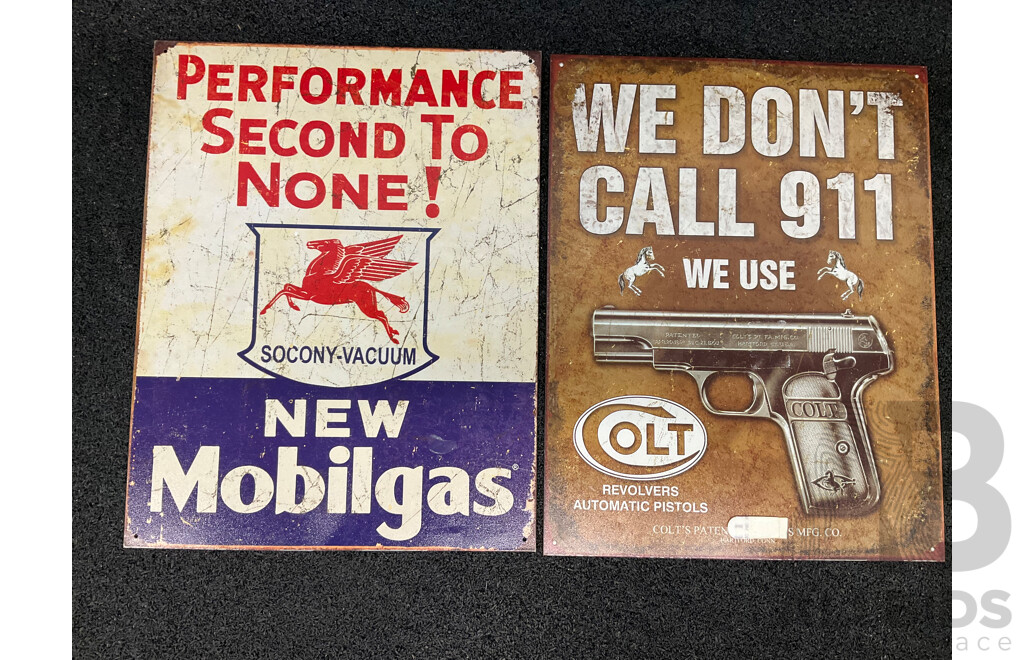 PERFORMANCE
SECOND TO
NONE!
SOCONY-VACUUM
NEW
Mobilgas®
WE DON'T
CALL 911
WE USE
COLT
COLT
REVOLVERS
AUTOMATIC PISTOLS
COLT'S PATEN
S MFG. CO.